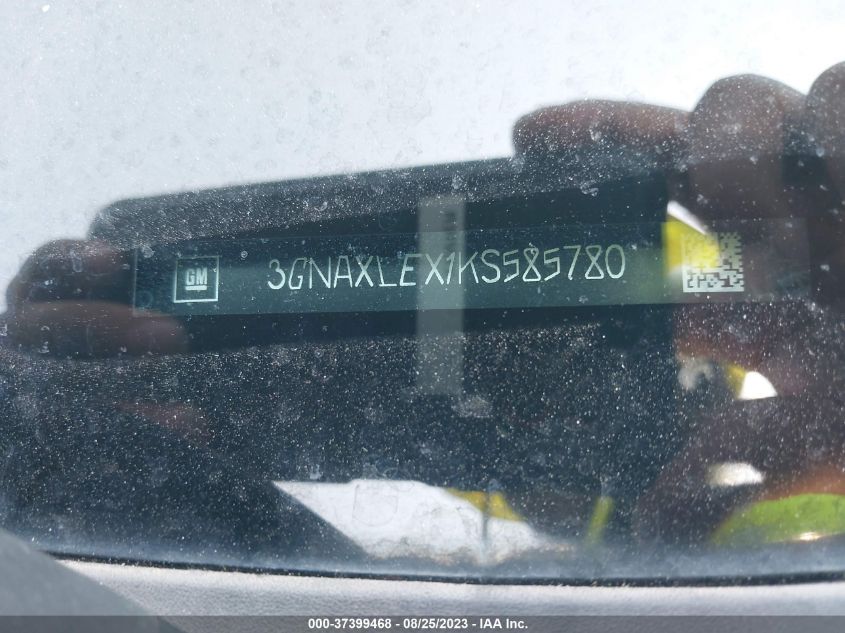 GM 3GNAXLEX1KS585780
000-37399468 - 08/25/2023 - IAA Inc.